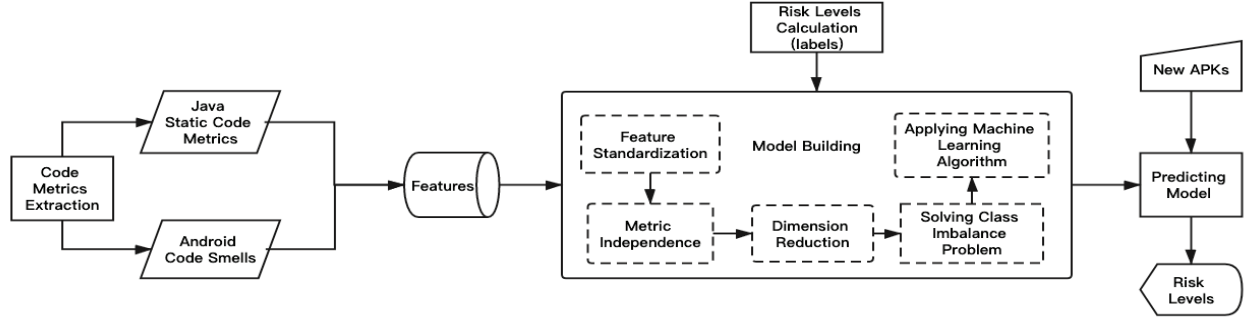 Code
Metrics
Extraction
Java
Static Code
Metrics
Android
Code Smells
Features
Risk Levels
Calculation
(labels)
Model Building
Feature
Standardization
Metric
Independence
Dimension
Reduction
Solving Class
Imbalance
Problem
Applying Machine
Learning
Algorithm
New APKs
Predicting
Model
Risk
Levels